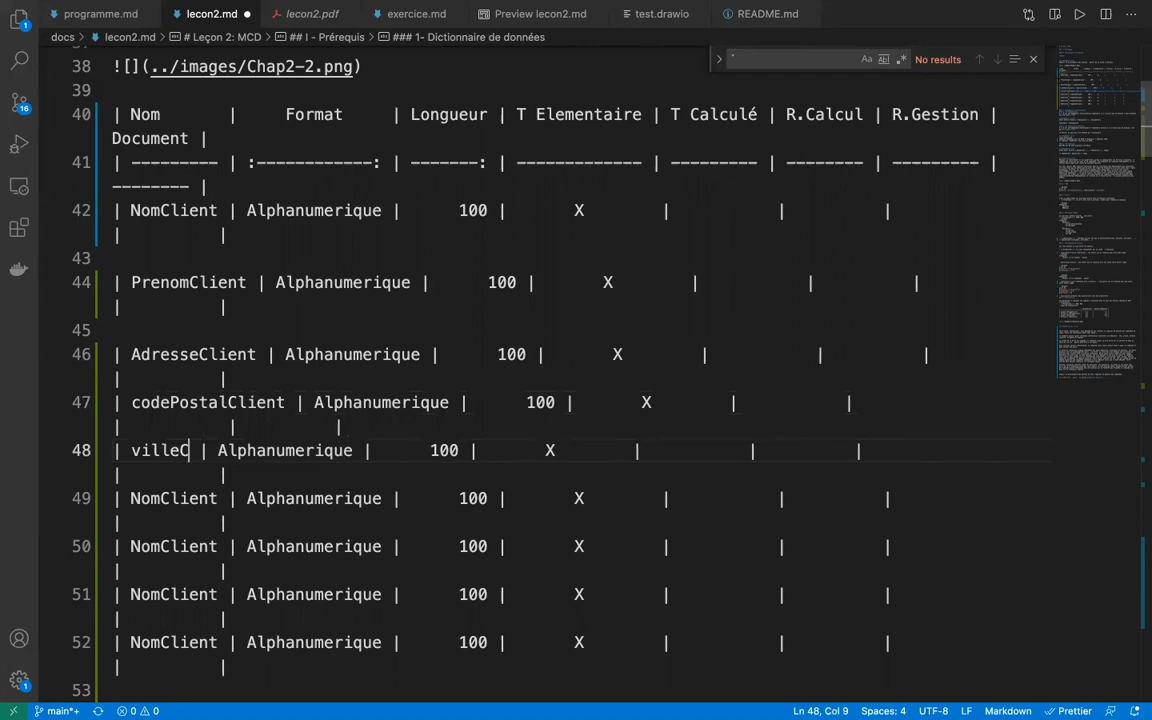 programme.md
lecon2.md
lecon2.pdf
exercice.md
Preview lecon2.md
test.drawio
README.md
docs > lecon2.md > # Leçon 2: MCD > ## I - Prérequis > ### 1- Dictionnaire de données
" Aa ab .* No results
38 ![](../images/Chap2-2.png)
39
40 | Nom | Format | Longueur | T Elementaire | T Calculé | R.Calcul | R.Gestion |
Document |
41 | --------- | :------------: | -------: | ------------- | --------- | -------- | --------- |
-------- |
42 | NomClient | Alphanumerique | 100 | X | | |
| |
43
44 | PrenomClient | Alphanumerique | 100 | X | | |
| |
45
46 | AdresseClient | Alphanumerique | 100 | X | | |
| |
47 | codePostalClient | Alphanumerique | 100 | X | |
| | |
48 | villeC | Alphanumerique | 100 | X | | |
| |
49 | NomClient | Alphanumerique | 100 | X | | |
| |
50 | NomClient | Alphanumerique | 100 | X | | |
| |
51 | NomClient | Alphanumerique | 100 | X | | |
| |
52 | NomClient | Alphanumerique | 100 | X | | |
| |
53
1
16
1
main*+ 0 0 Ln 48, Col 9 Spaces: 4 UTF-8 LF Markdown Prettier